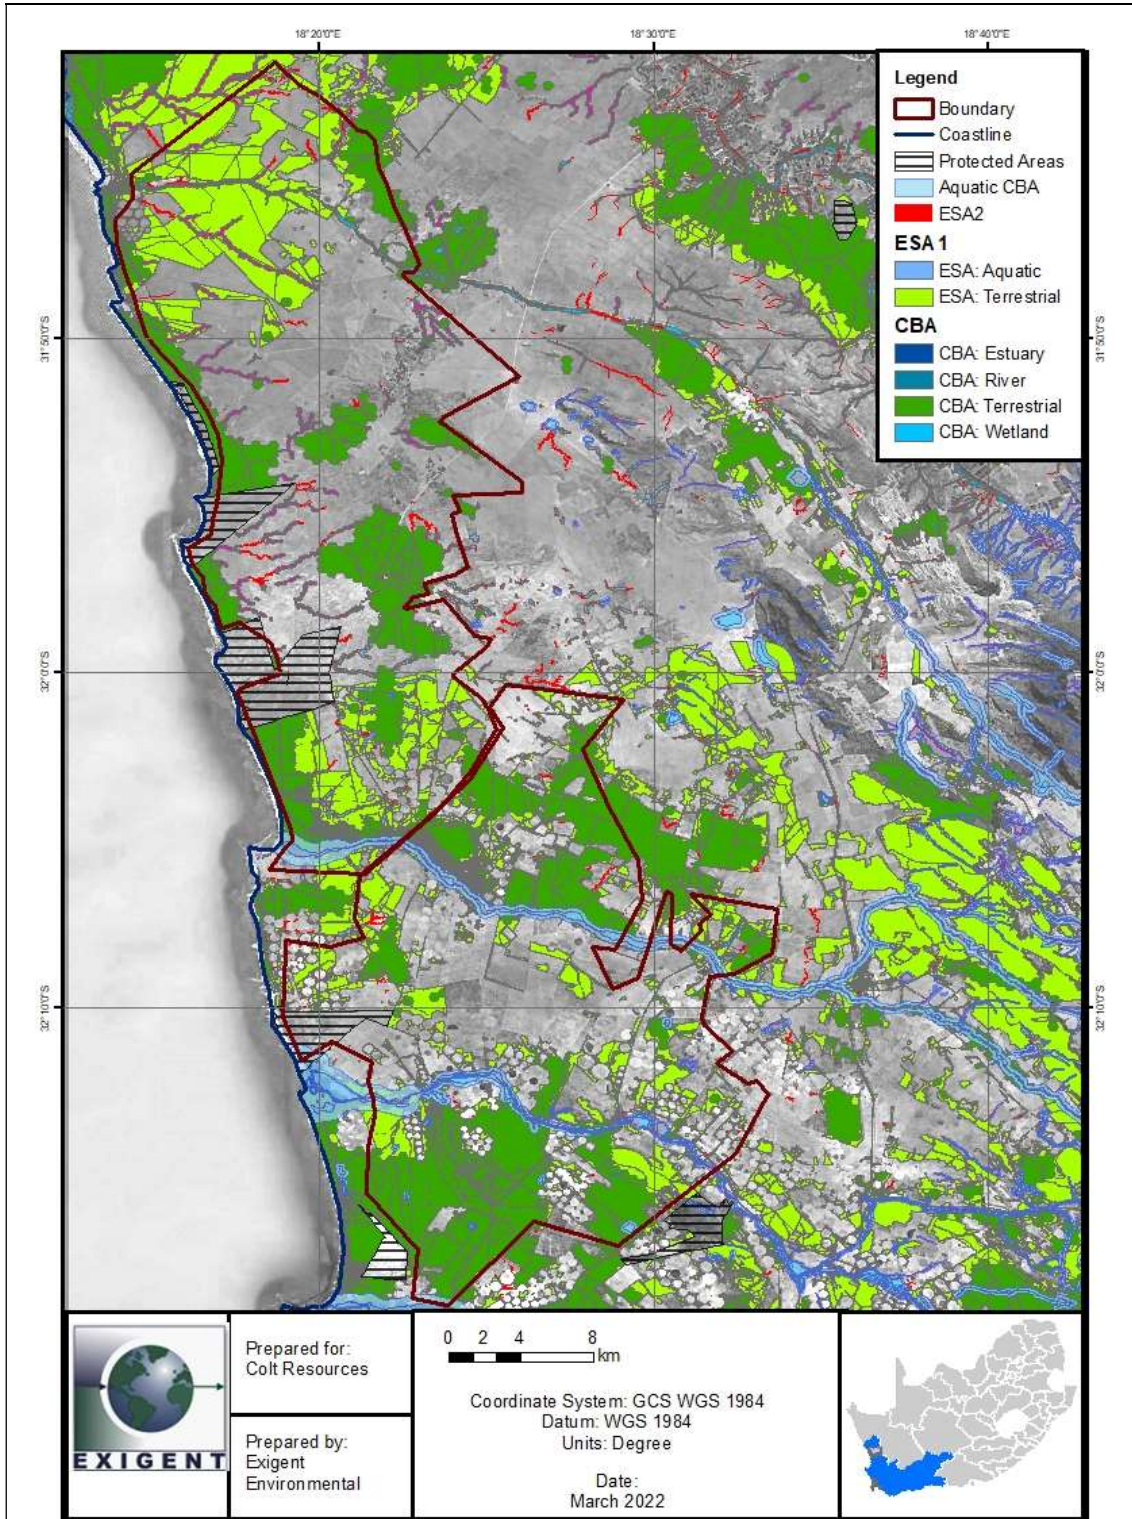 18°20'0"E
18°30'0"E
18°40'0"E
Legend
Boundary
Coastline
Protected Areas
Aquatic CBA
ESA2
ESA 1
ESA: Aquatic
ESA: Terrestrial
CBA
CBA: Estuary
CBA: River
CBA: Terrestrial
CBA: Wetland
31°50'0"S
31°50'0"S
32°0'0"S
32°0'0"S
32°10'0"S
32°10'0"S
EXIGENT
Prepared for:
Colt Resources
Prepared by:
Exigent
Environmental
0 2 4 8
km
Coordinate System: GCS WGS 1984
Datum: WGS 1984
Units: Degree
Date:
March 2022